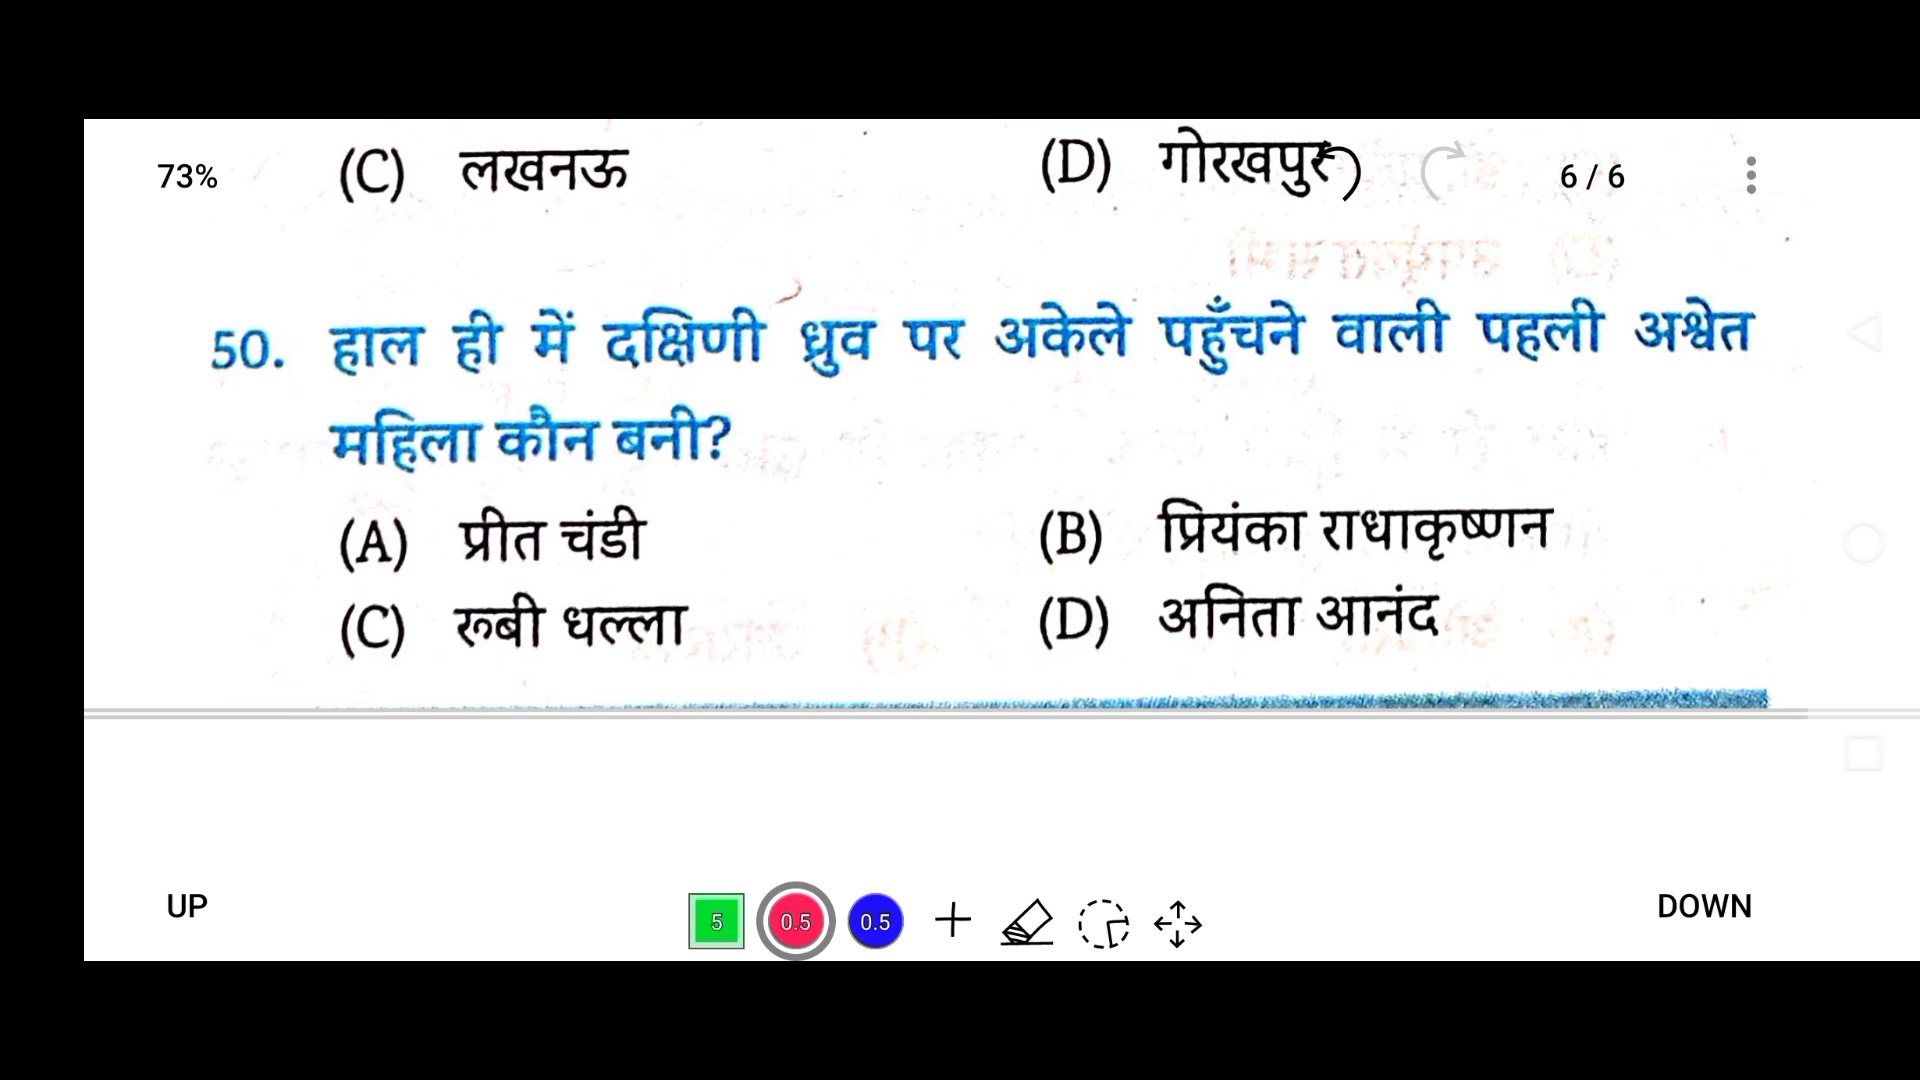 73%
(C) लखनऊ
(D) गोरखपुर
6 / 6
50. हाल ही में दक्षिणी ध्रुव पर अकेले पहुँचने वाली पहली अश्वेत
महिला कौन बनी?
(A) प्रीत चंडी
(B) प्रियंका राधाकृष्णन
(C) रूबी धल्ला
(D) अनिता आनंद
UP
5
0.5
0.5
DOWN